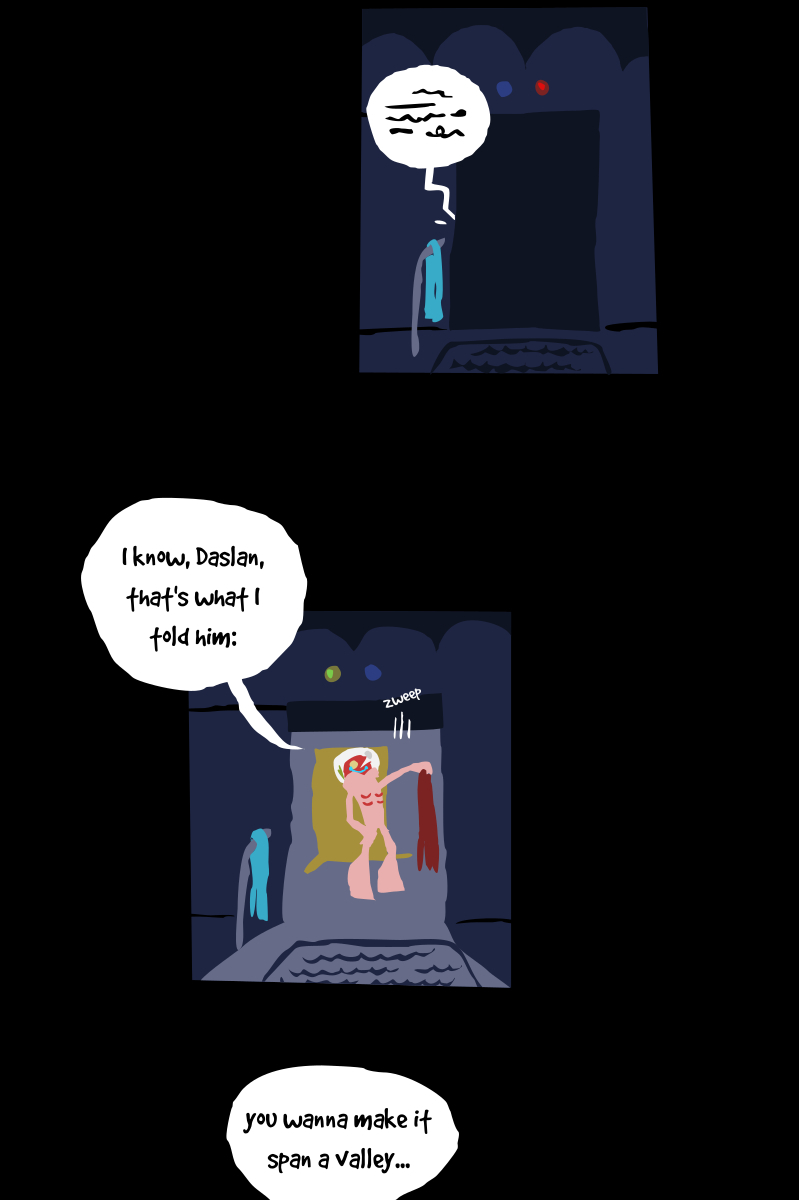 I know, Daslan,
that's what I
told him:
zweep
you wanna make it
span a valley...